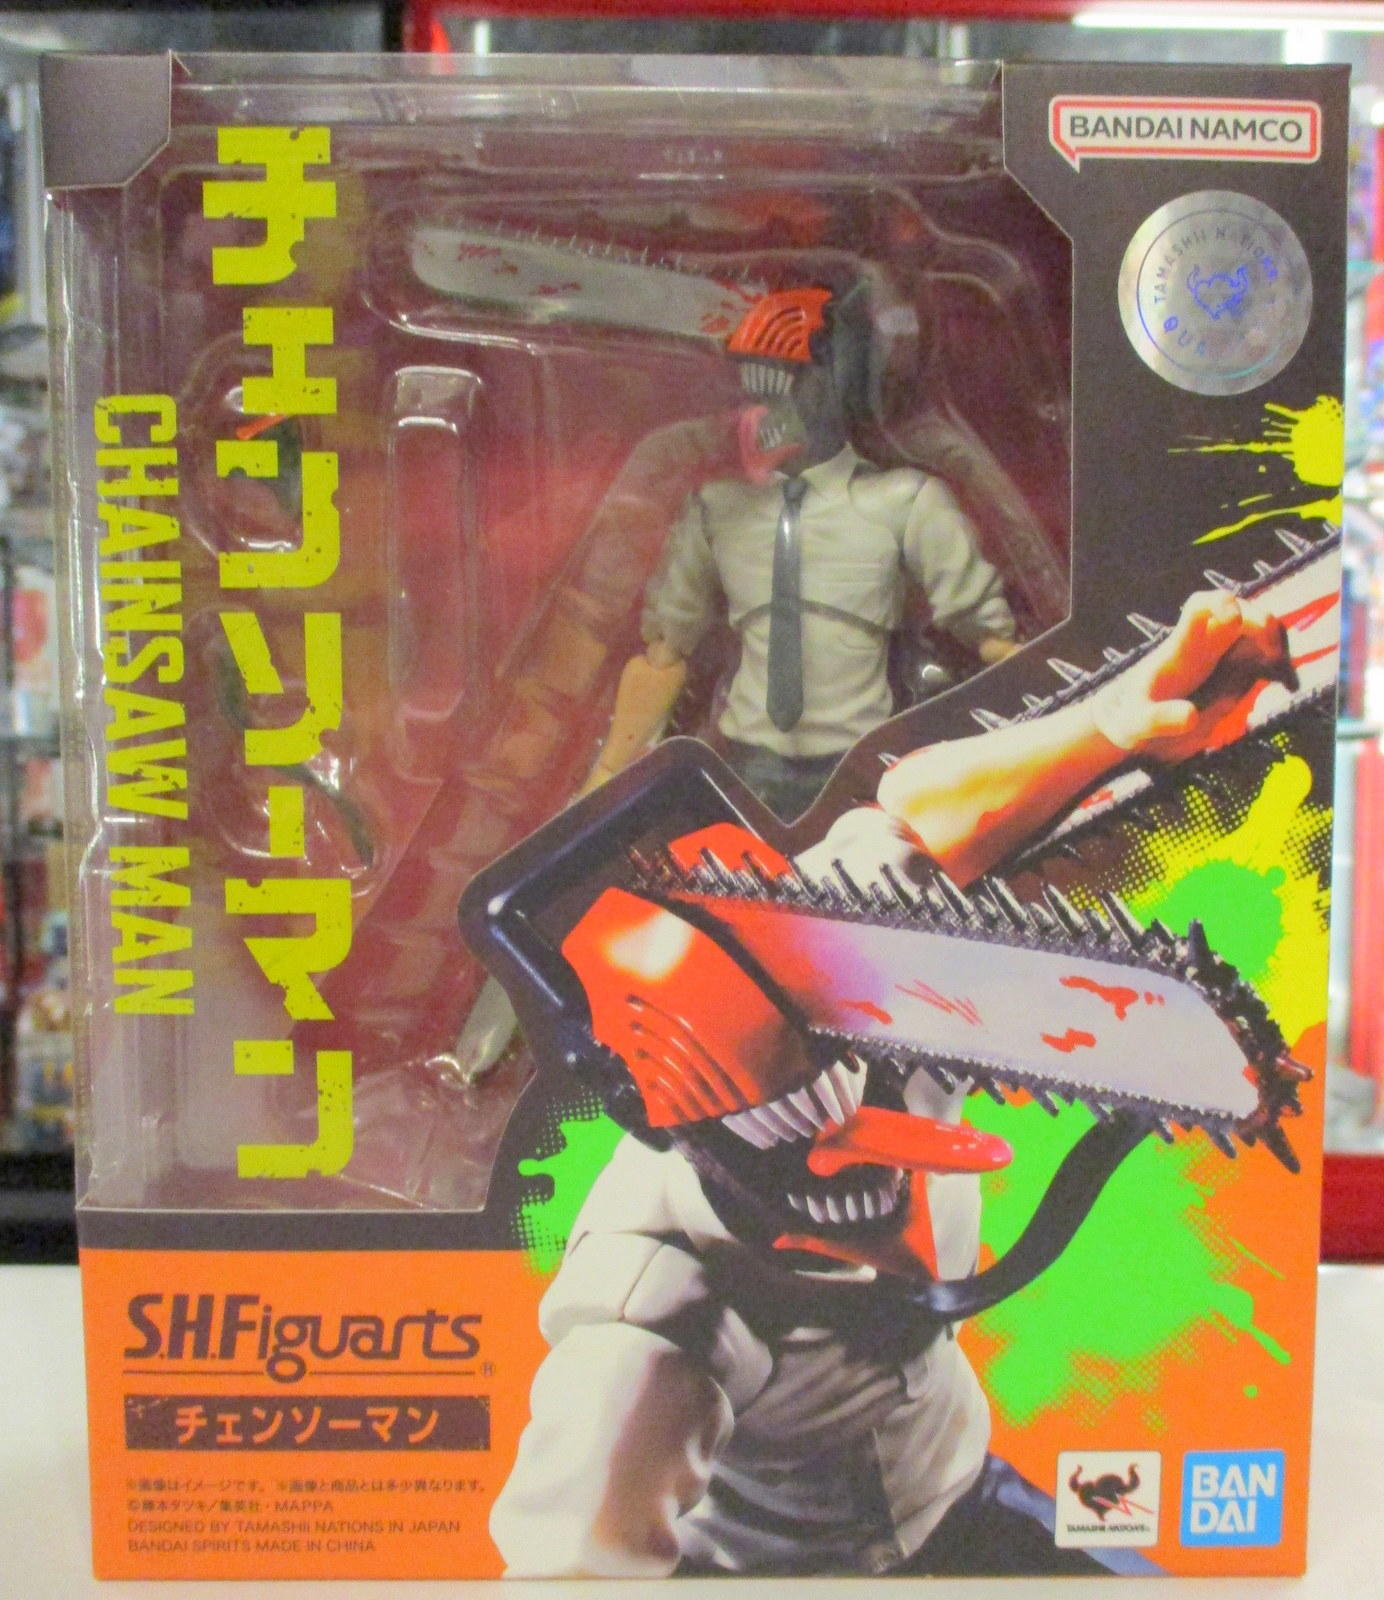 BANDAI NAMCO
TAMASHII NATIONS
チェンソーマン
CHAINSAW MAN
S.H.Figuarts
®
チェンソーマン
※画像はイメージです。※画像と商品とは多少異なります。
©藤本タツキ/集英社・MAPPA
DESIGNED BY TAMASHII NATIONS IN JAPAN
BANDAI SPIRITS MADE IN CHINA
TAMASHII NATIONS
BAN
DAI